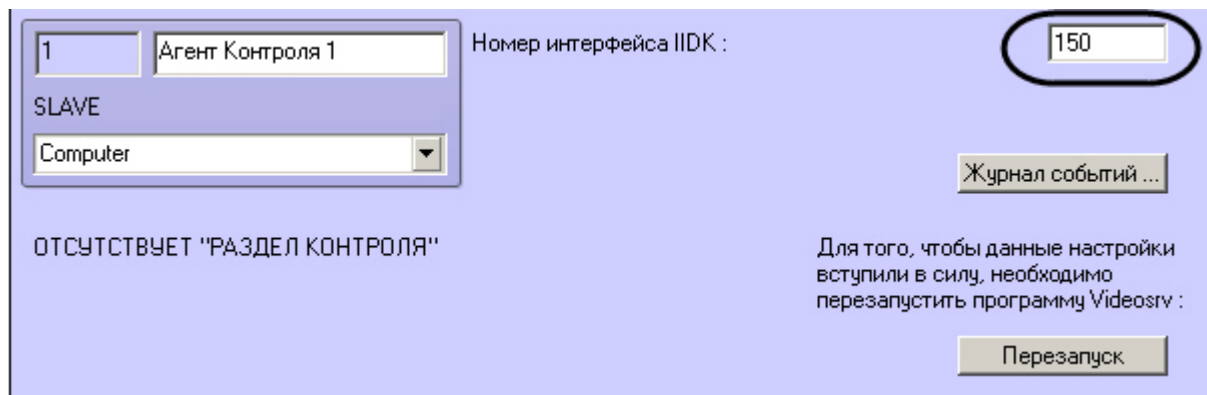 1 Агент Контроля 1
Номер интерфейса IIDK :
150
SLAVE
Computer
Журнал событий ...
ОТСУТСТВУЕТ "РАЗДЕЛ КОНТРОЛЯ"
Для того, чтобы данные настройки
вступили в силу, необходимо
перезапустить программу Videosrv :
Перезапуск